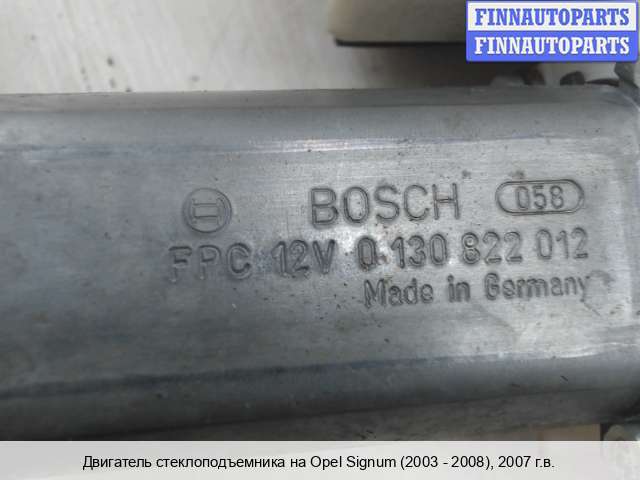 FINNAUTOPARTS
FINNAUTOPARTS
BOSCH 058
FPC 12V 0 130 822 012
Made in Germany
Двигатель стеклоподъемника на Opel Signum (2003 - 2008), 2007 г.в.